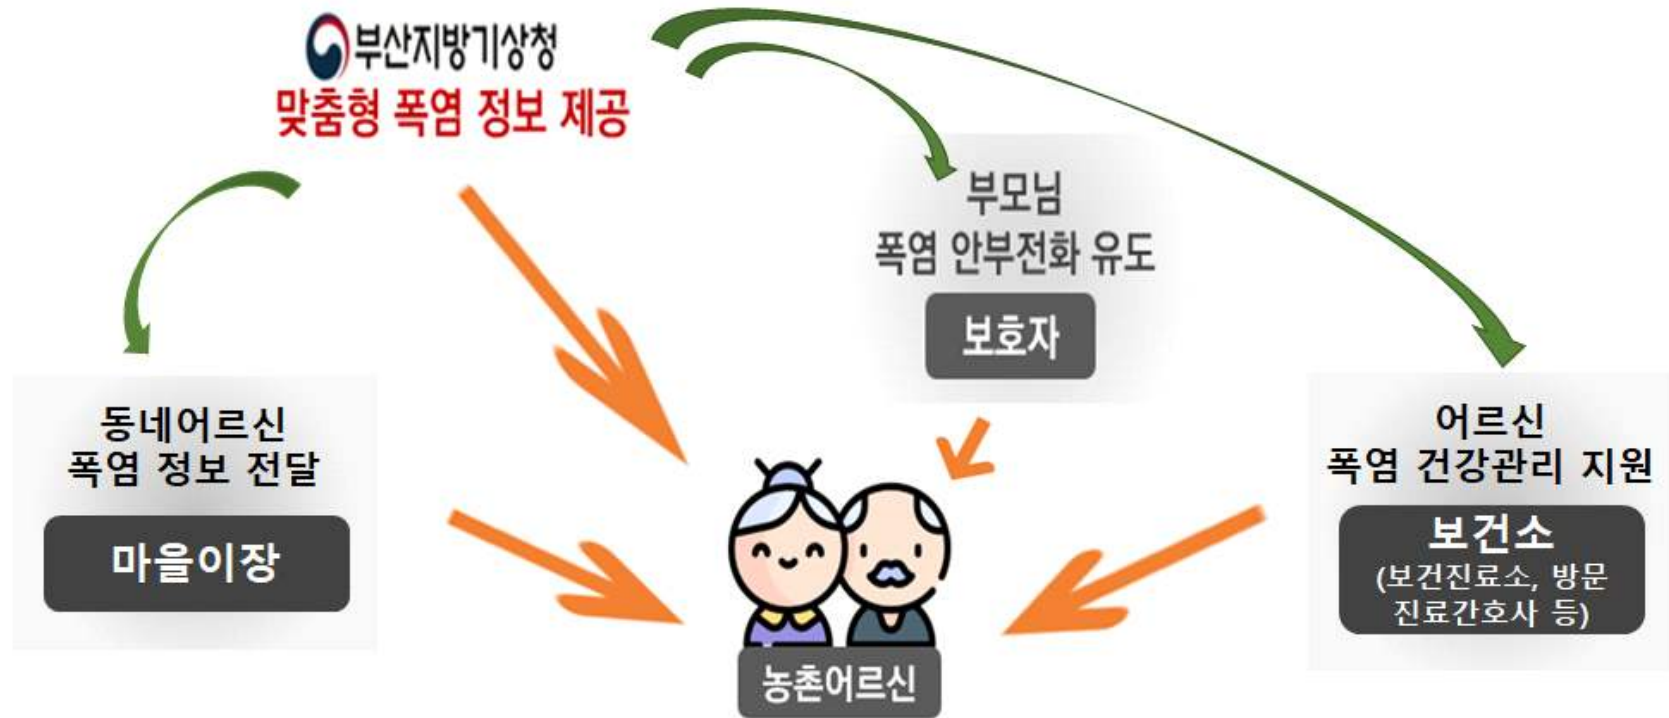 부산지방기상청
맞춤형 폭염 정보 제공
부모님
폭염 안부전화 유도
보호자
동네어르신
폭염 정보 전달
마을이장
어르신
폭염 건강관리 지원
보건소
(보건진료소, 방문
진료간호사 등)
농촌어르신